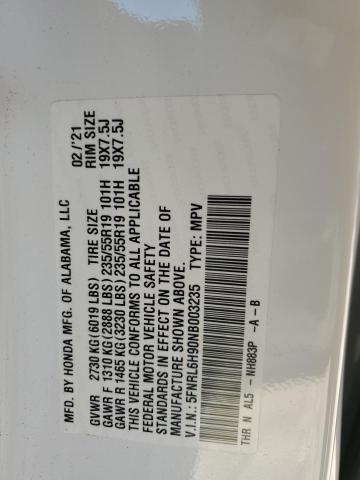 MFD. BY HONDA MFG. OF ALABAMA, LLC 02/'21
GVWR 2730 KG(6019 LBS) TIRE SIZE RIM SIZE
GAWR F 1310 KG(2888 LBS) 235/55R19 101H 19X7.5J
GAWR R 1465 KG(3230 LBS) 235/55R19 101H 19X7.5J
THIS VEHICLE CONFORMS TO ALL APPLICABLE
FEDERAL MOTOR VEHICLE SAFETY
STANDARDS IN EFFECT ON THE DATE OF
MANUFACTURE SHOWN ABOVE.
V.I.N.: 5FNRL6H90NB003235 TYPE: MPV
THR N AL5 - NH883P -A-B